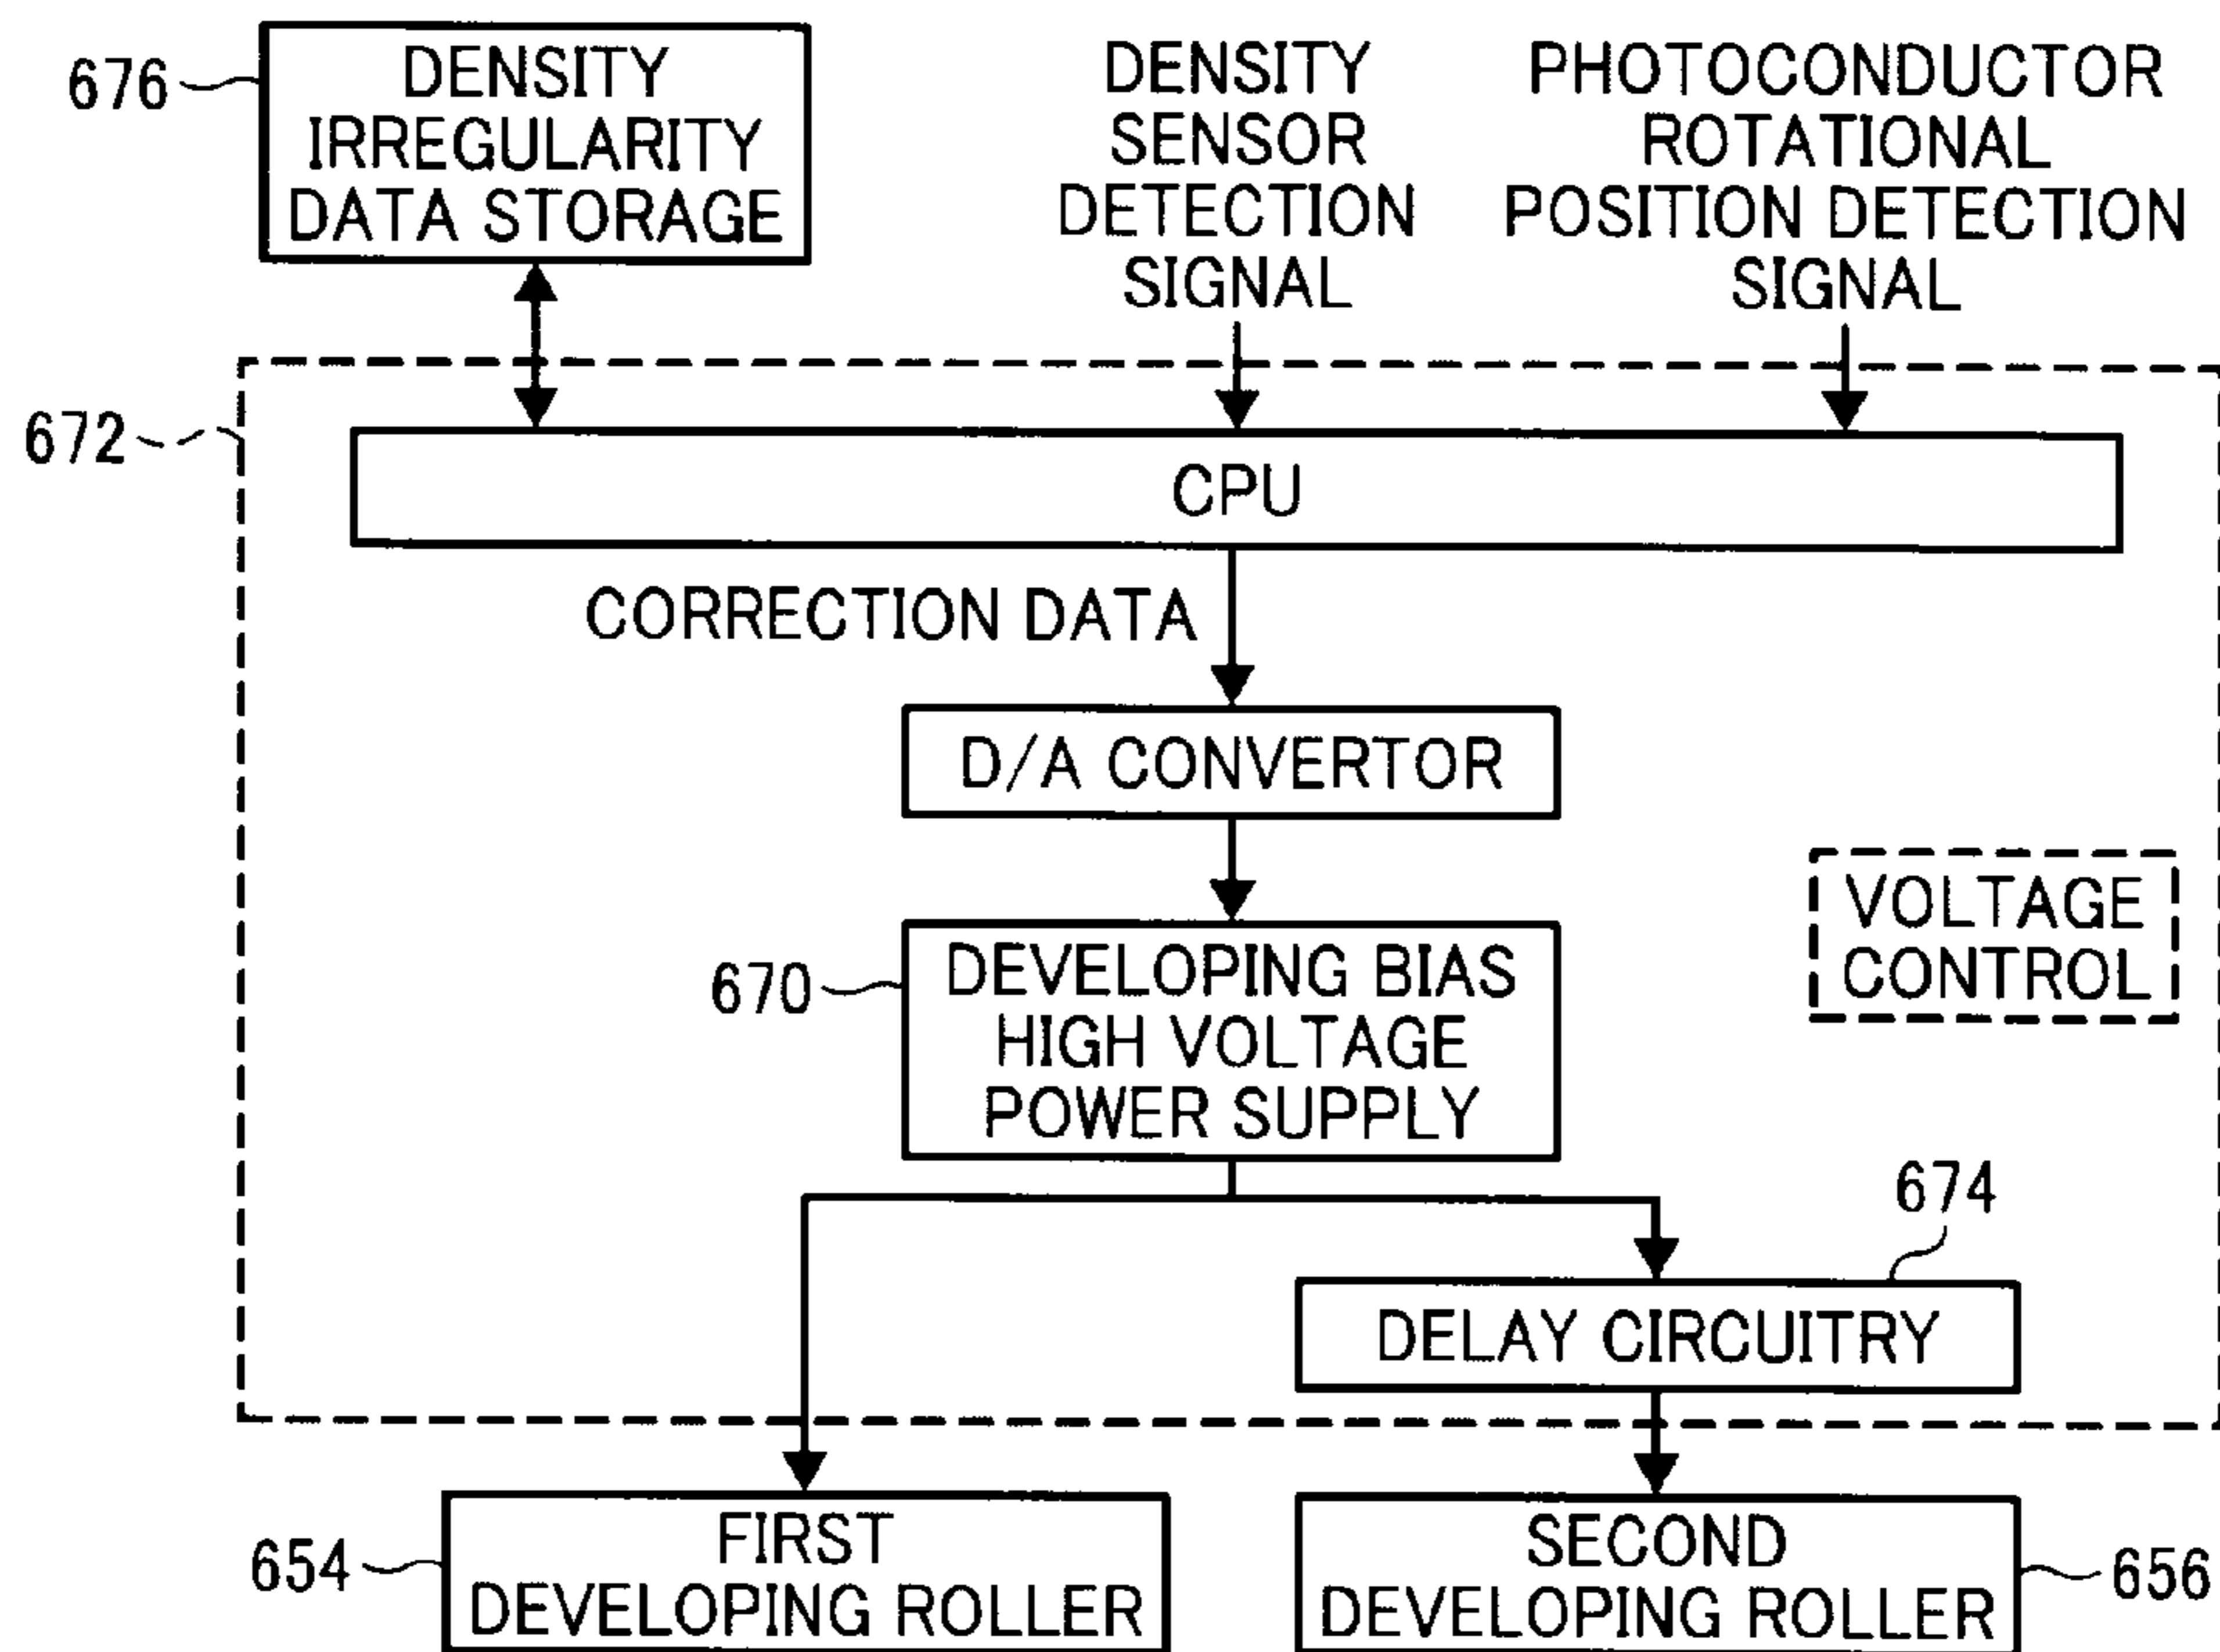 676
DENSITY
IRREGULARITY
DATA STORAGE
DENSITY
SENSOR
DETECTION
SIGNAL
PHOTOCONDUCTOR
ROTATIONAL
POSITION DETECTION
SIGNAL
672
CPU
CORRECTION DATA
D/A CONVERTOR
670
DEVELOPING BIAS
HIGH VOLTAGE
POWER SUPPLY
VOLTAGE
CONTROL
674
DELAY CIRCUITRY
654
FIRST
DEVELOPING ROLLER
SECOND
DEVELOPING ROLLER
656